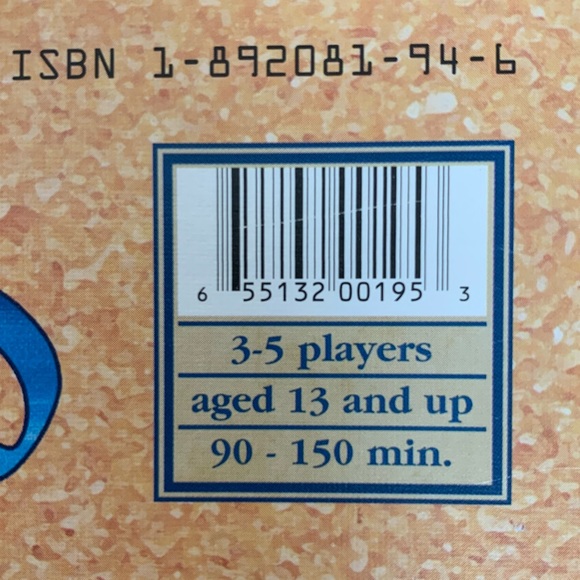 ISBN 1-892081-94-6
6 55132 00195 3
3-5 players
aged 13 and up
90 - 150 min.